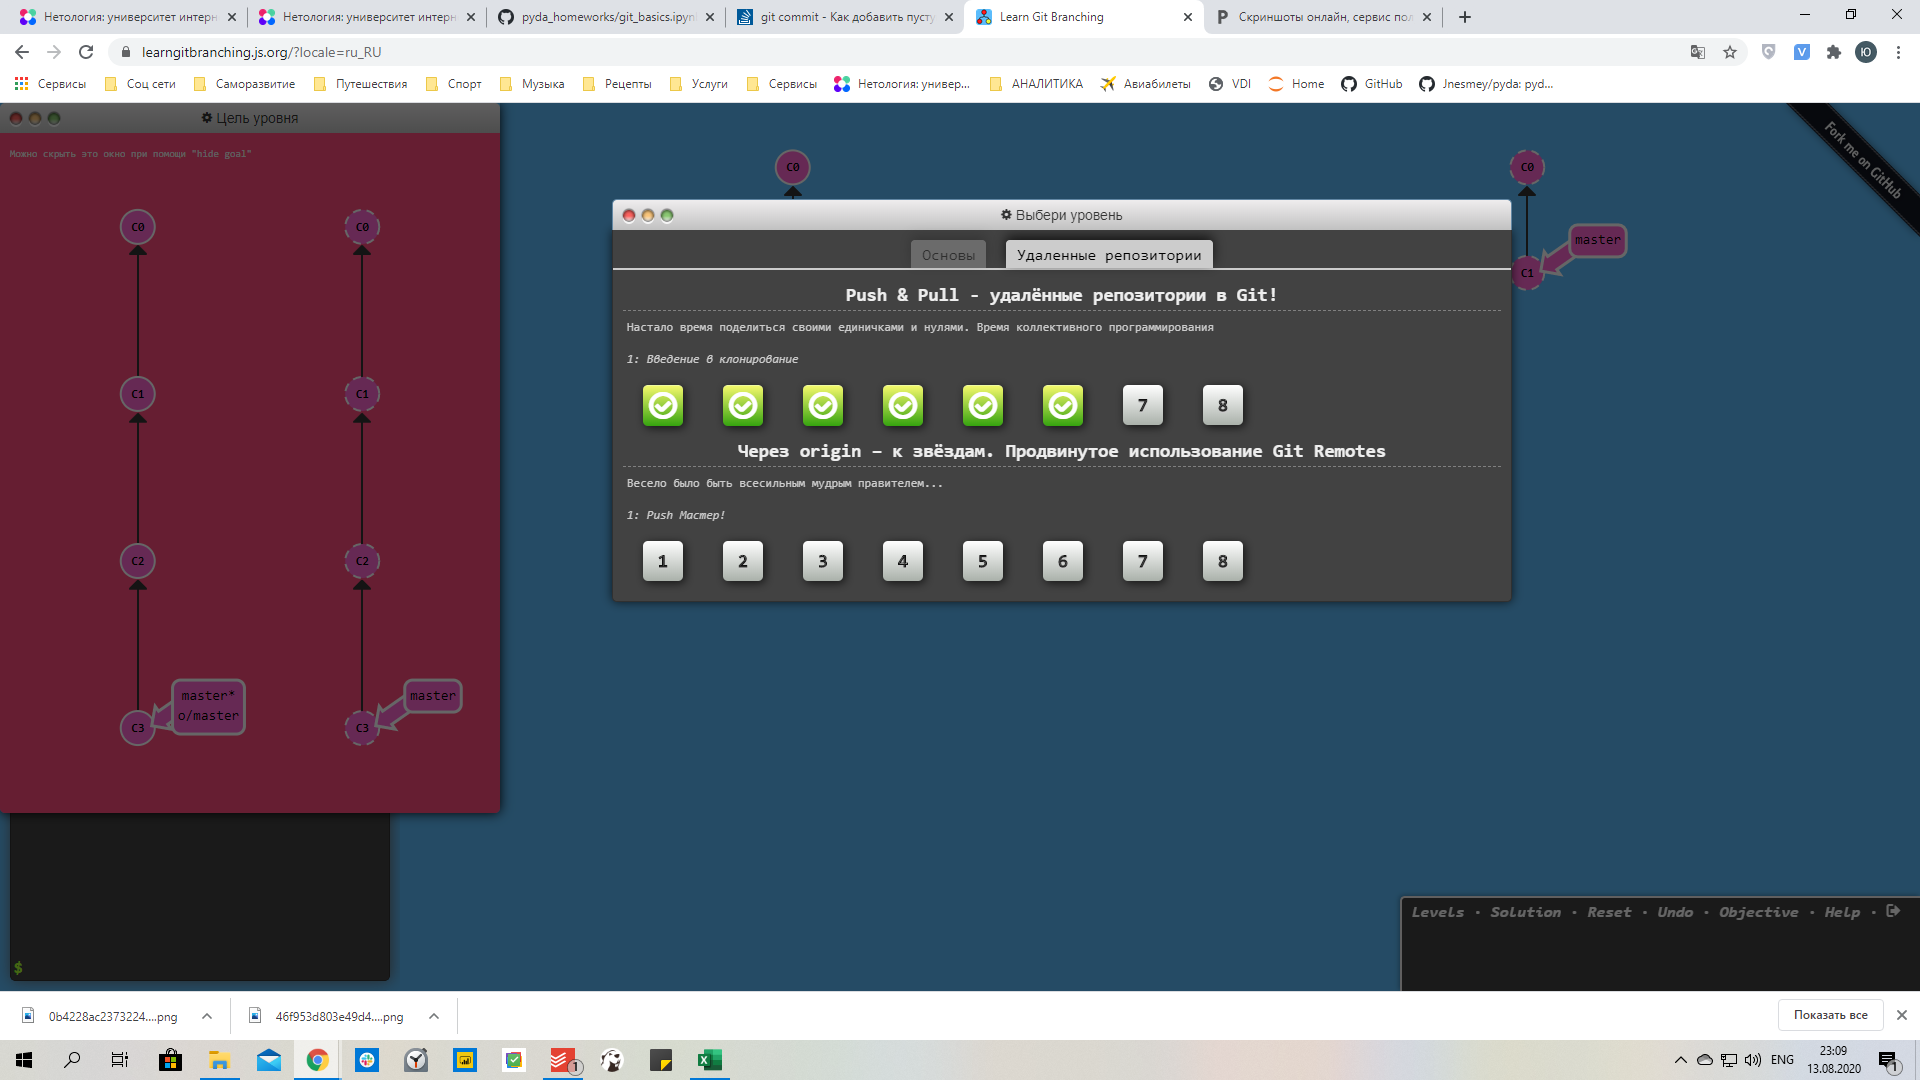 Нетология: университет интерн
Нетология: университет интерн
pyda_homeworks/git_basics.ipyn
git commit - Как добавить пусту
Learn Git Branching
Скриншоты онлайн, сервис пол
learngitbranching.js.org/?locale=ru_RU
Ю
Сервисы
Соц сети
Саморазвитие
Путешествия
Спорт
Музыка
Рецепты
Услуги
Сервисы
Нетология: универ...
АНАЛИТИКА
Авиабилеты
VDI
Home
GitHub
Jnesmey/pyda: pyd...
Цель уровня
Можно скрыть это окно при помощи "hide goal"
C0
C0
C1
C1
C2
C2
master*
o/master
master
C3
C3
C0
C0
master
C1
Fork me on GitHub
Выбери уровень
Основы
Удаленные репозитории
Push & Pull - удалённые репозитории в Git!
Настало время поделиться своими единичками и нулями. Время коллективного программирования
1: Введение в клонирование
7 8
Через origin – к звёздам. Продвинутое использование Git Remotes
Весело было быть всесильным мудрым правителем...
1: Push Мастер!
1 2 3 4 5 6 7 8
$
Levels • Solution • Reset • Undo • Objective • Help •
0b4228ac2373224....png
46f953d803e49d4....png
Показать все
1
ENG
23:09
13.08.2020
1